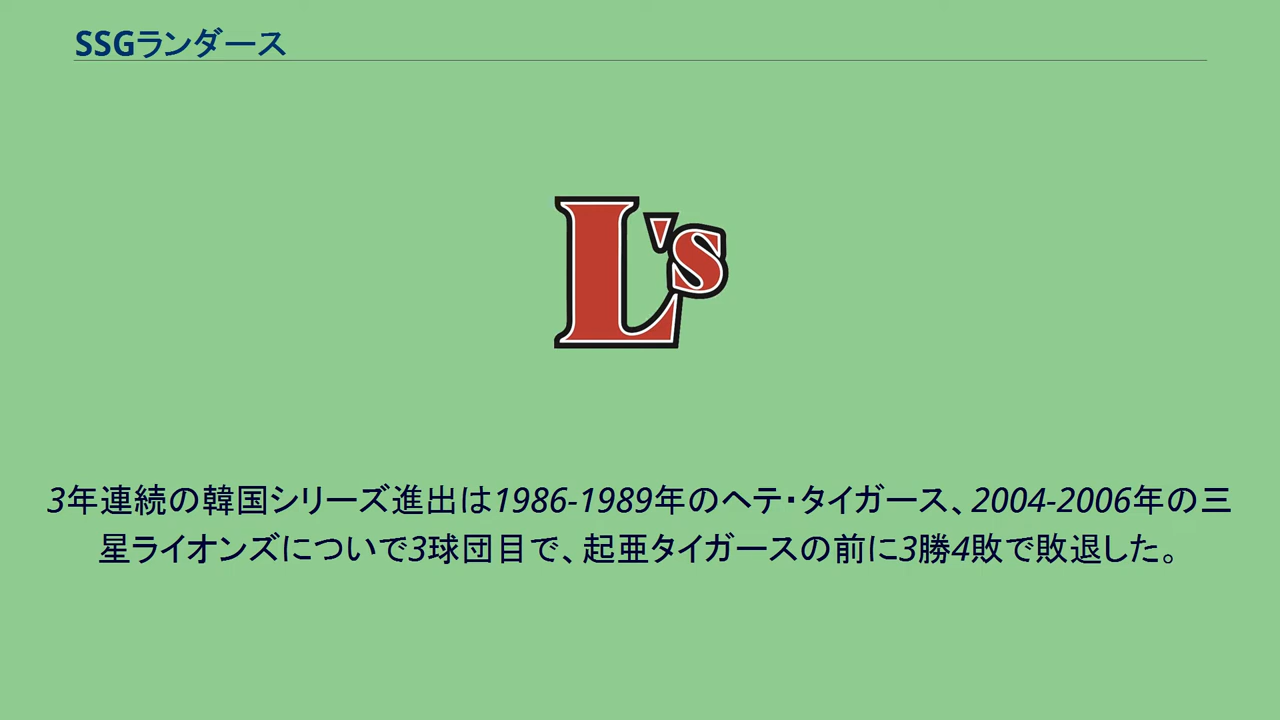 SSGランダース
L's
3年連続の韓国シリーズ進出は1986-1989年のヘテ・タイガース、2004-2006年の三
星ライオンズについで3球団目で、起亜タイガースの前に3勝4敗で敗退した。